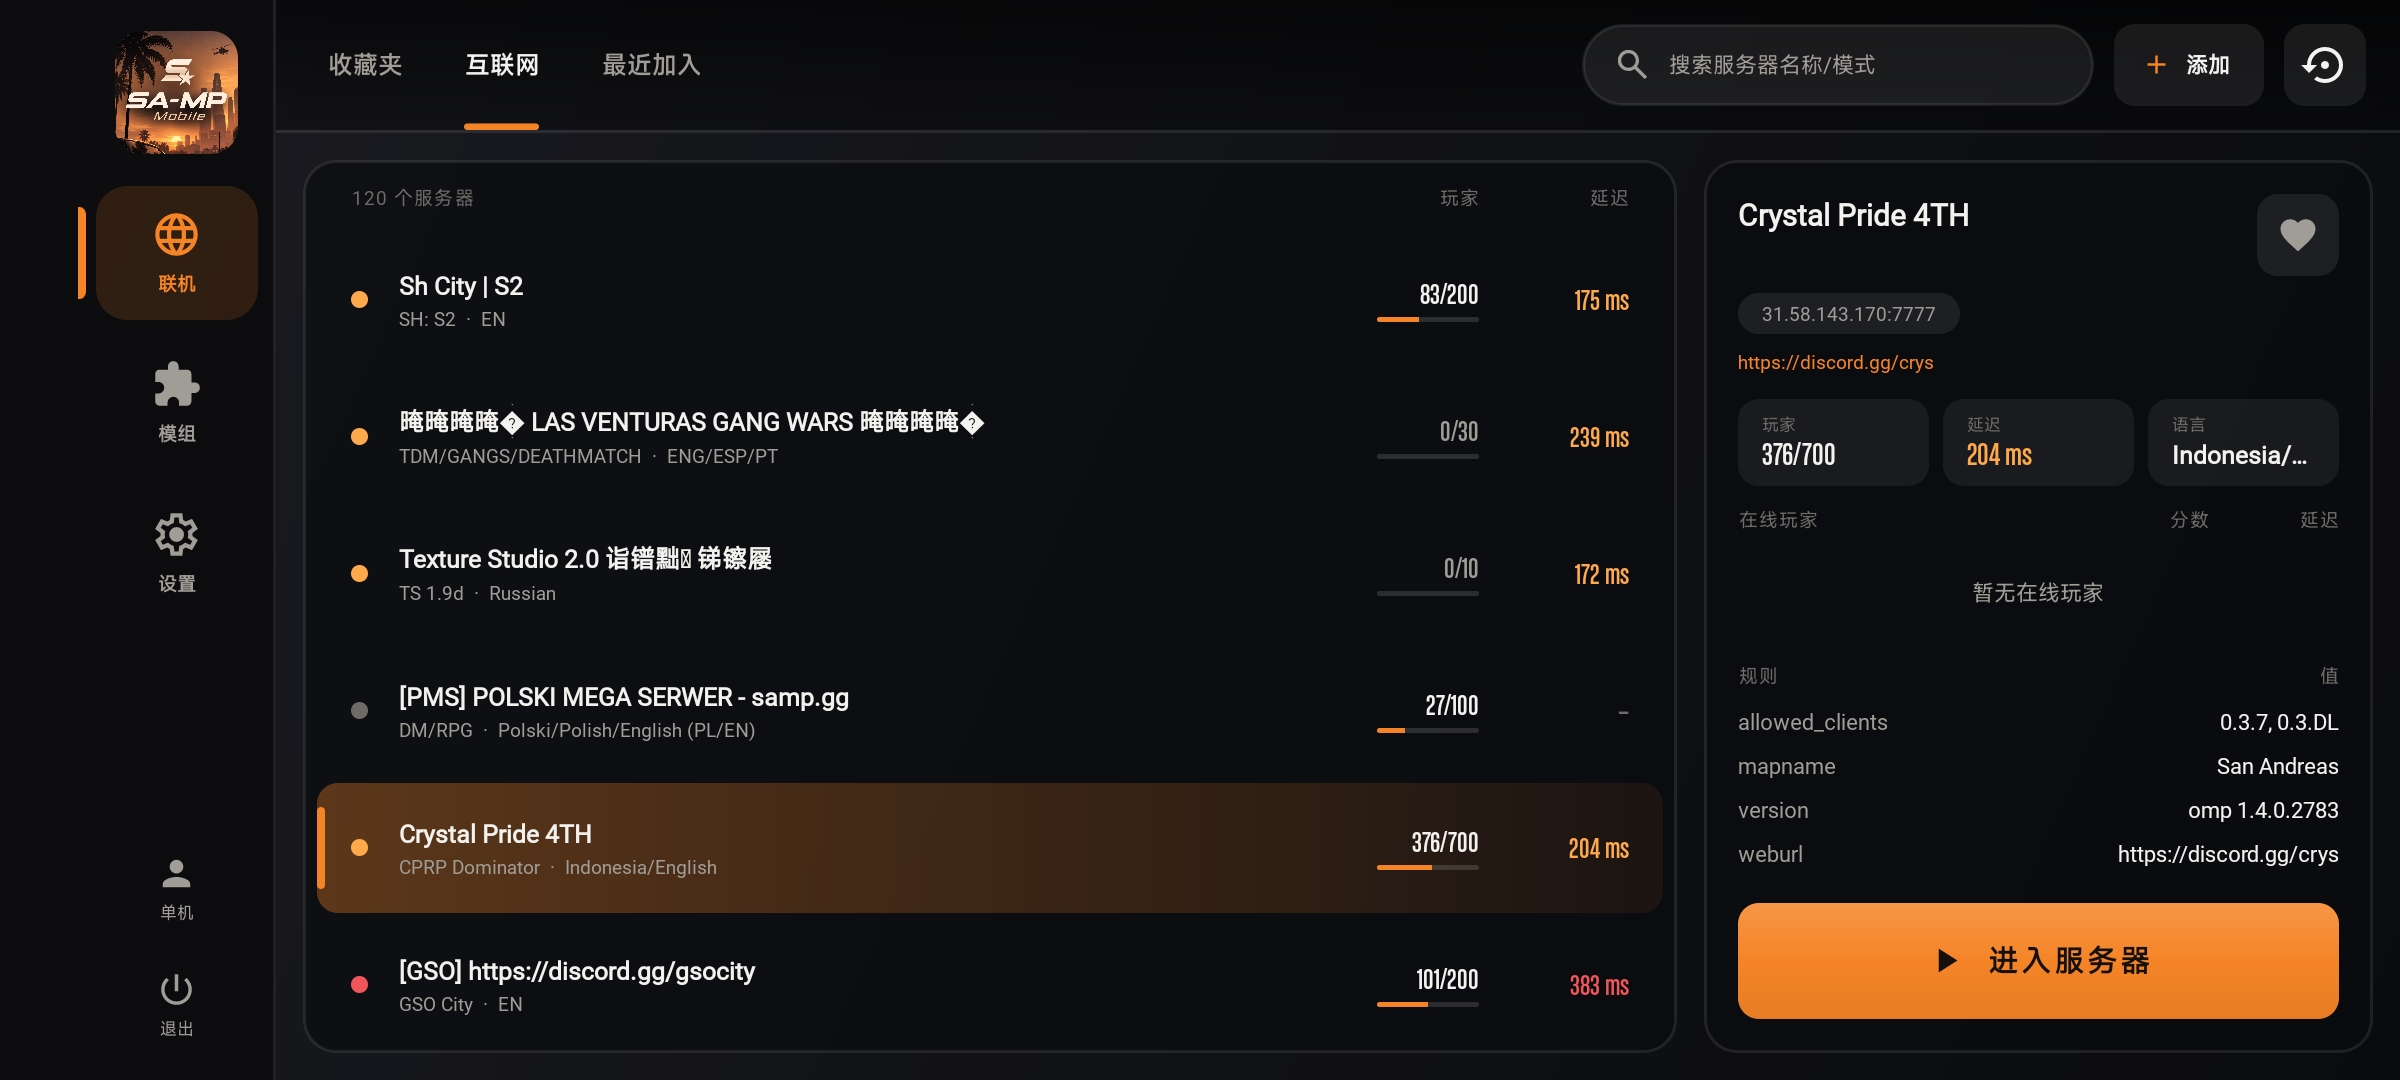 SA-MP
Mobile
联机
模组
设置
单机
退出
收藏夹
互联网
最近加入
搜索服务器名称/模式
添加
120 个服务器
玩家
延迟
Sh City | S2
SH: S2 · EN
83/200
175 ms
晻晻晻晻� LAS VENTURAS GANG WARS 晻晻晻晻�
TDM/GANGS/DEATHMATCH · ENG/ESP/PT
0/30
239 ms
Texture Studio 2.0
TS 1.9d · Russian
0/10
172 ms
[PMS] POLSKI MEGA SERWER - samp.gg
DM/RPG · Polski/Polish/English (PL/EN)
27/100
–
Crystal Pride 4TH
CPRP Dominator · Indonesia/English
376/700
204 ms
[GSO] https://discord.gg/gsocity
GSO City · EN
101/200
383 ms
Crystal Pride 4TH
31.58.143.170:7777
https://discord.gg/crys
玩家
376/700
延迟
204 ms
语言
Indonesia/...
在线玩家
分数
延迟
暂无在线玩家
规则
值
allowed_clients
0.3.7, 0.3.DL
mapname
San Andreas
version
omp 1.4.0.2783
weburl
https://discord.gg/crys
进入服务器